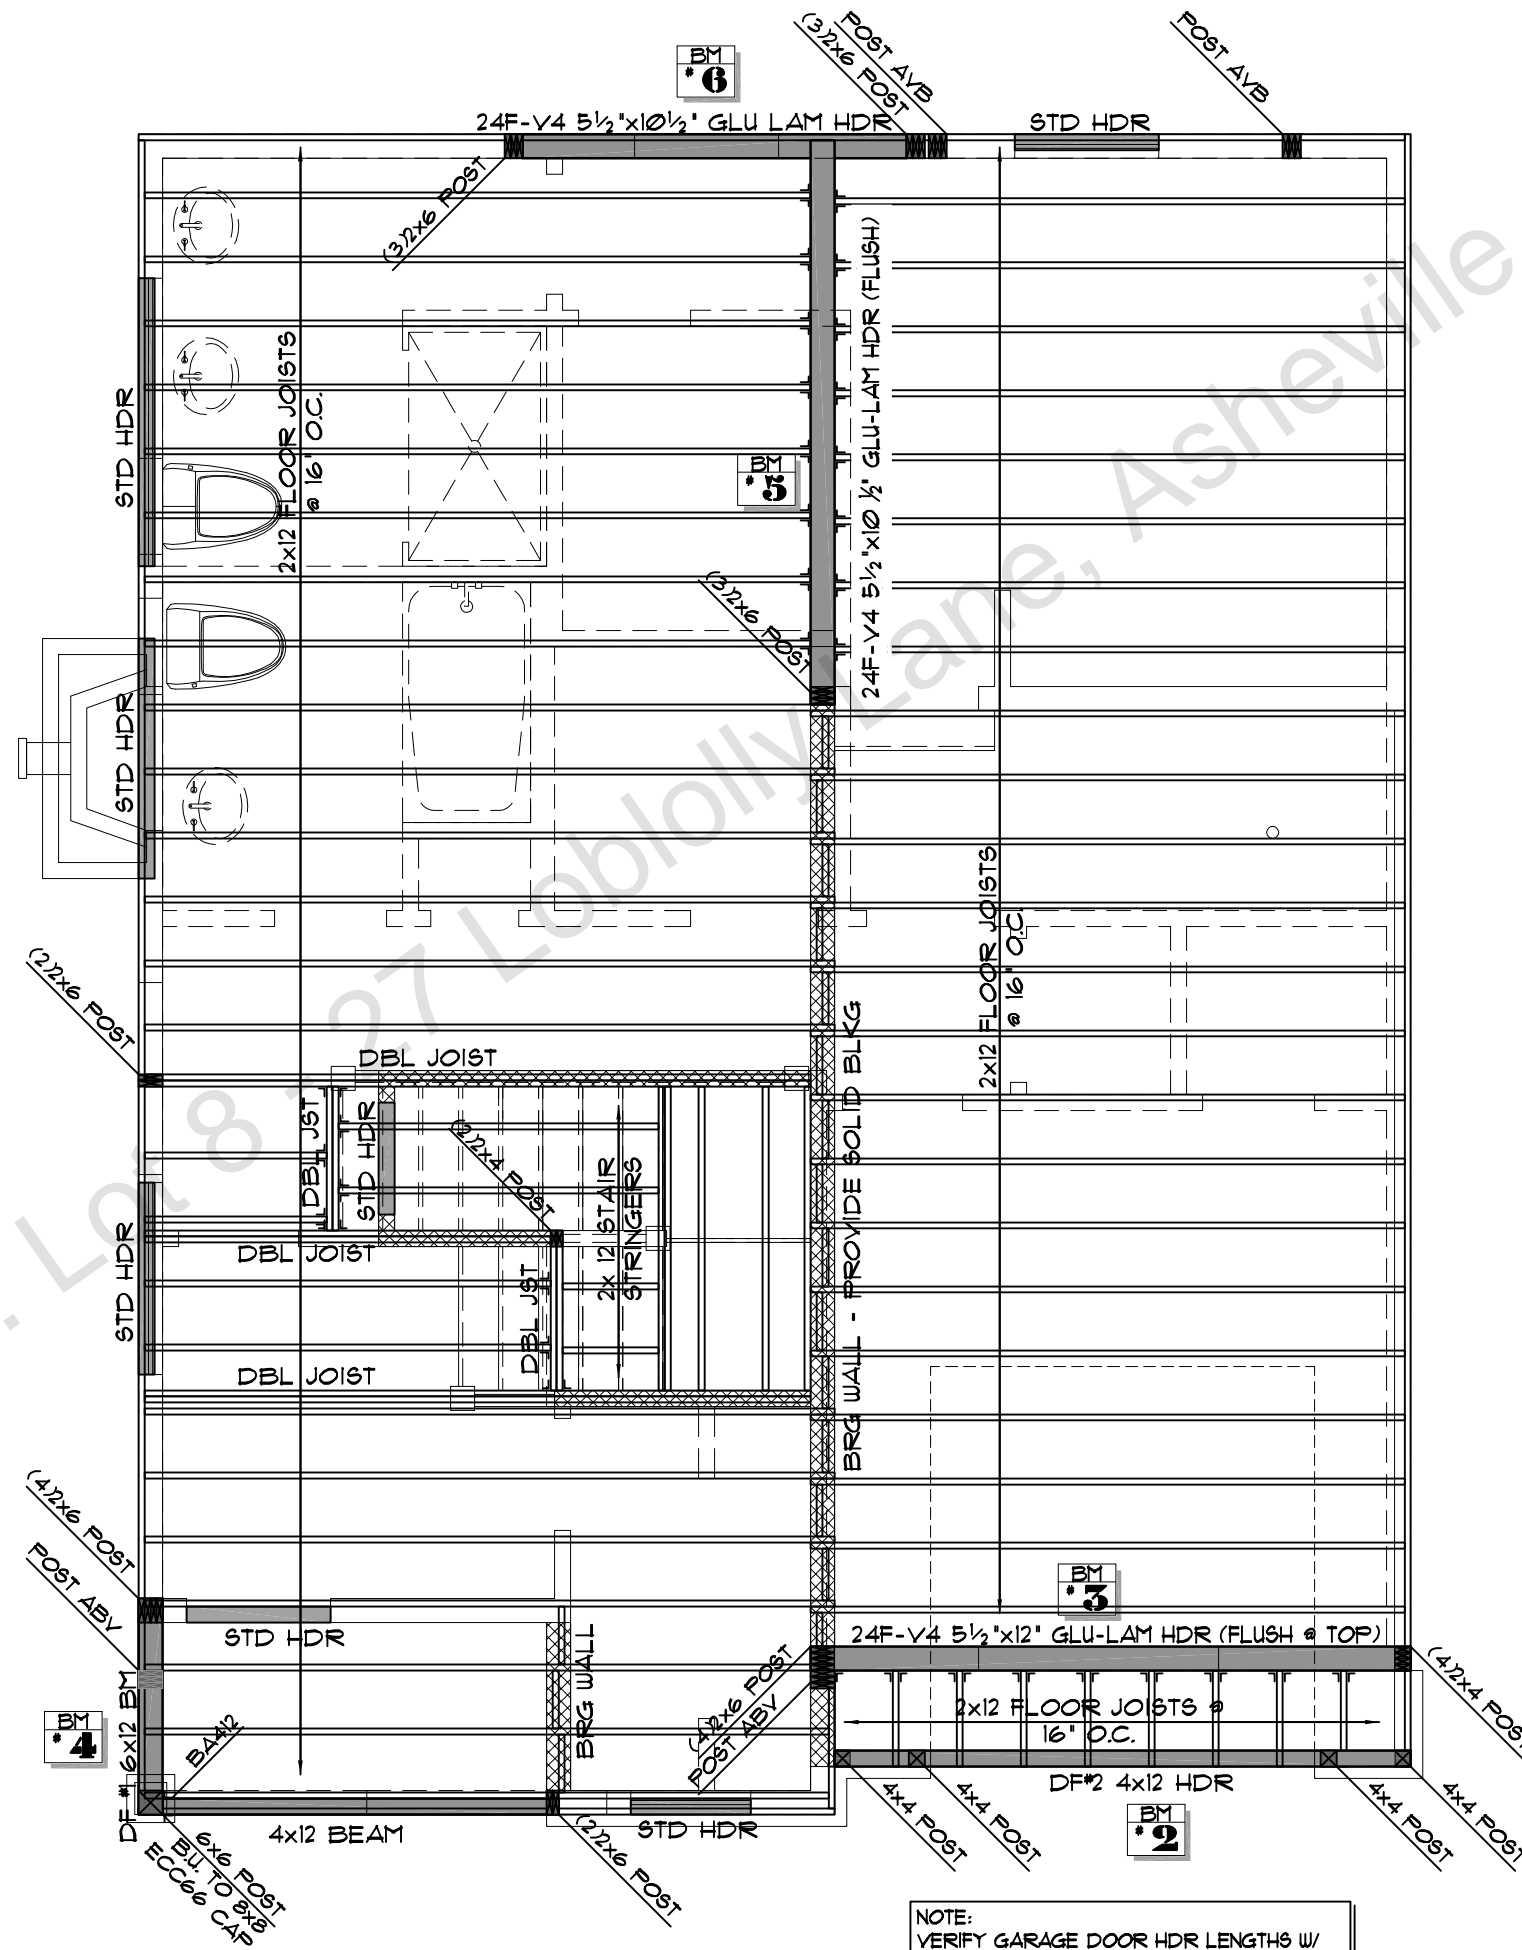 (3)2x6 POST
POST AVB
POST AVB
BM
# 6
24F-V4 5½"x10½" GLU LAM HDR
STD HDR
(3)2x6 POST
2x12 FLOOR JOISTS
@ 16" O.C.
STD HDR
BM
# 5
24F-V4 5½"x10 ½" GLU-LAM HDR (FLUSH)
(3)2x6 POST
STD HDR
Lot 8 - 27 Loblolly Lane, Asheville
2x12 FLOOR JOISTS
@ 16" O.C.
(2)2x6 POST
DBL JOIST
DBL JST
STD HDR
(2)2x4 POST
2x 12 STAIR
STRINGERS
BRG WALL - PROVIDE SOLID BLKG
STD HDR
DBL JOIST
DBL JST
DBL JOIST
(4)2x6 POST
POST ABV
STD HDR
BRG WALL
BM
# 3
24F-V4 5½"x12" GLU-LAM HDR (FLUSH @ TOP)
(4)2x6 POST
POST ABV
(4)2x4 POST
2x12 FLOOR JOISTS @
16" O.C.
BM
# 4
DF #1 6x12 BM
BA412
DF#2 4x12 HDR
4x4 POST
4x4 POST
4x4 POST
4x4 POST
BM
# 2
4x12 BEAM
STD HDR
(2)2x6 POST
6x6 POST
B.U. TO 8x8
ECC66 CAP
NOTE:
VERIFY GARAGE DOOR HDR LENGTHS W/